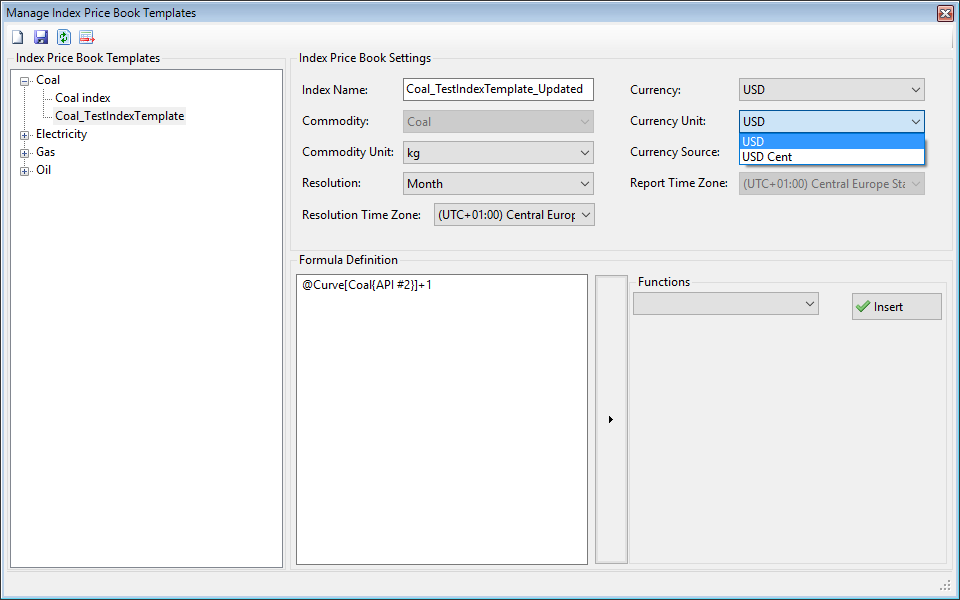 Manage Index Price Book Templates
Index Price Book Templates
Coal
Coal index
Coal_TestIndexTemplate
Electricity
Gas
Oil
Index Price Book Settings
Index Name: Coal_TestIndexTemplate_Updated
Commodity: Coal
Commodity Unit: kg
Resolution: Month
Resolution Time Zone: (UTC+01:00) Central Europ
Currency: USD
Currency Unit: USD
USD
USD Cent
Currency Source:
Report Time Zone: (UTC+01:00) Central Europe Sta
Formula Definition
@Curve[Coal{API #2}]+1
Functions
Insert